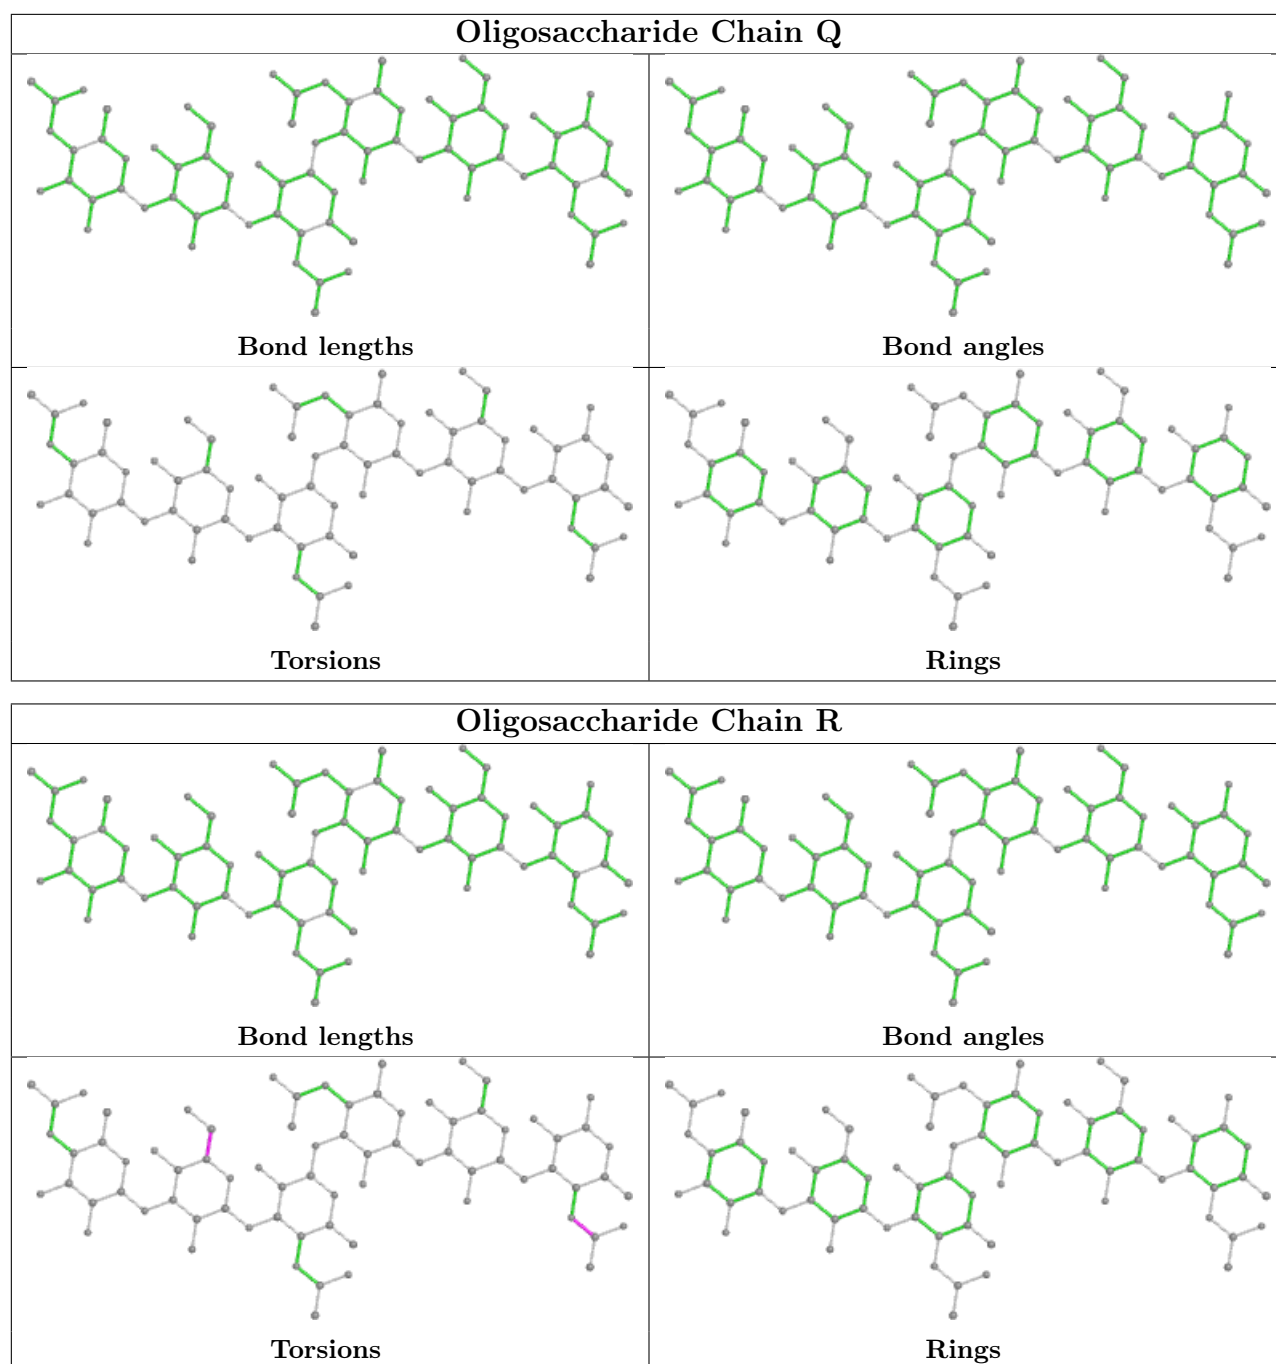 Oligosaccharide Chain Q
Bond lengths
Bond angles
Torsions
Rings
Oligosaccharide Chain R
Bond lengths
Bond angles
Torsions
Rings